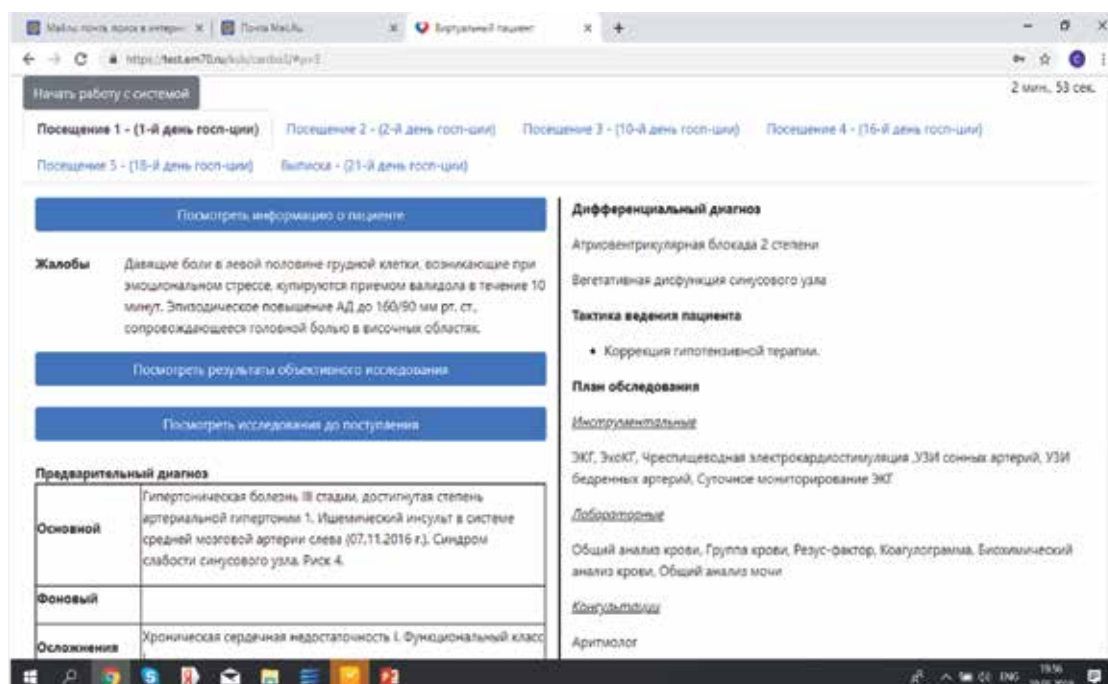 Виртуальный пациент
Начать работу с системой
2 мин., 53 сек.
Посещение 1 - (1-й день госп-ции)
Посещение 2 - (2-й день госп-ции)
Посещение 3 - (10-й день госп-ции)
Посещение 4 - (16-й день госп-ции)
Посещение 5 - (18-й день госп-ции)
Выписка - (21-й день госп-ции)
Посмотреть информацию о пациенте
Жалобы
Давящие боли в левой половине грудной клетки, возникающие при
эмоциональном стрессе, купируются приемом валидола в течение 10
минут. Эпизодическое повышение АД до 160/90 мм рт. ст.,
сопровождающееся головной болью в височных областях.
Посмотреть результаты объективного исследования
Посмотреть исследования до поступления
Предварительный диагноз
Основной
Гипертоническая болезнь III стадии, достигнутая степень
артериальной гипертонии 1. Ишемический инсульт в системе
средней мозговой артерии слева (07.11.2016 г.). Синдром
слабости синусового узла. Риск 4.
Фоновый
Осложнения
Хроническая сердечная недостаточность I. Функциональный класс
Дифференциальный диагноз
Атриовентрикулярная блокада 2 степени
Вегетативная дисфункция синусового узла
Тактика ведения пациента
• Коррекция гипотензивной терапии.
План обследования
Инструментальные
ЭКГ, ЭхоКГ, Чреспищеводная электрокардиостимуляция ,УЗИ сонных артерий, УЗИ
бедренных артерий, Суточное мониторирование ЭКГ
Лабораторные
Общий анализ крови, Группа крови, Резус-фактор, Коагулограмма, Биохимический
анализ крови, Общий анализ мочи
Консультации
Аритмолог
ENG
19:56